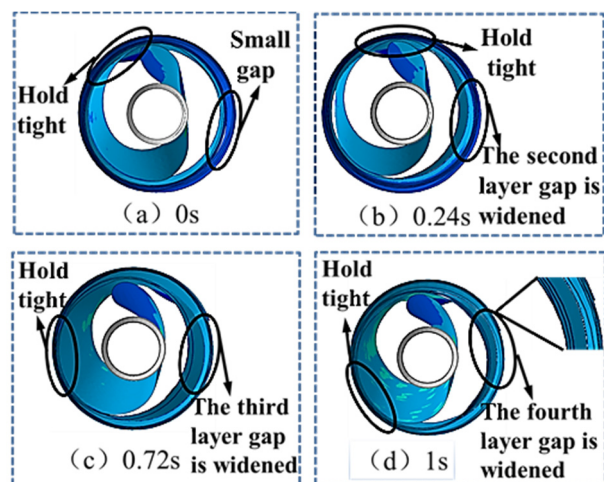 Small
gap
Hold
tight
(a) 0s
Hold
tight
The second
layer gap is
widened
(b) 0.24s
Hold
tight
The third
layer gap
is widened
(c) 0.72s
Hold
tight
The fourth
layer gap is
widened
(d) 1s